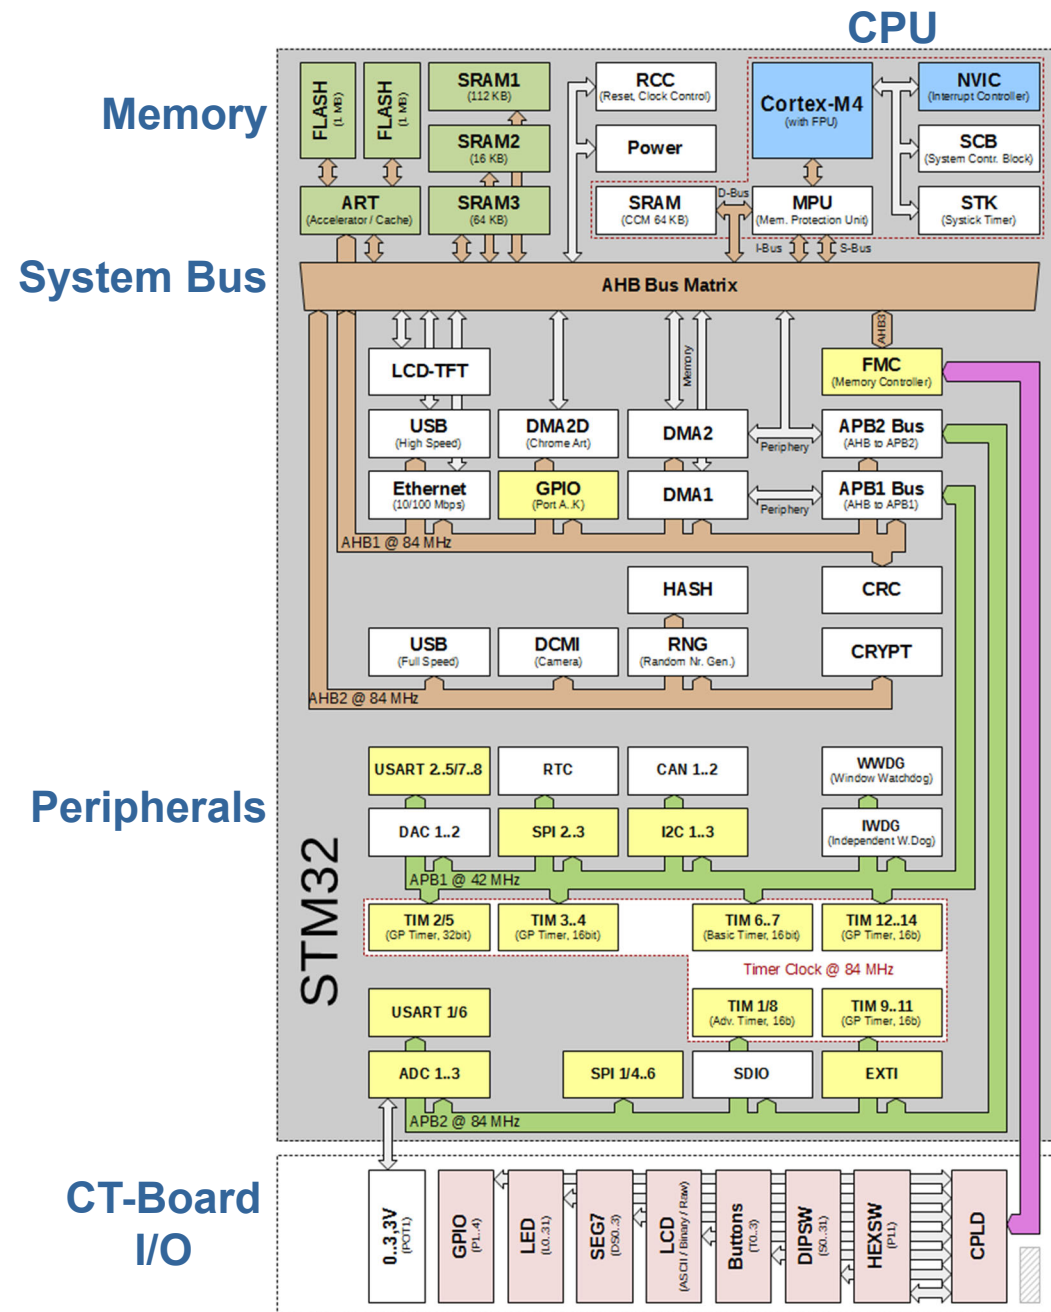 CPU
Memory
FLASH
(1 MB)
FLASH
(1 MB)
SRAM1
(112 KB)
SRAM2
(16 KB)
SRAM3
(64 KB)
ART
(Accelerator / Cache)
RCC
(Reset, Clock Control)
Power
SRAM
(CCM 64 KB)
D-Bus
Cortex-M4
(with FPU)
MPU
(Mem. Protection Unit)
NVIC
(Interrupt Controller)
SCB
(System Contr. Block)
STK
(Systick Timer)
I-Bus
S-Bus
System Bus
AHB Bus Matrix
AHB3
LCD-TFT
Memory
FMC
(Memory Controller)
USB
(High Speed)
DMA2D
(Chrome Art)
DMA2
Periphery
APB2 Bus
(AHB to APB2)
Ethernet
(10/100 Mbps)
GPIO
(Port A..K)
DMA1
Periphery
APB1 Bus
(AHB to APB1)
AHB1 @ 84 MHz
HASH
CRC
USB
(Full Speed)
DCMI
(Camera)
RNG
(Random Nr. Gen.)
CRYPT
AHB2 @ 84 MHz
Peripherals
STM32
USART 2..5/7..8
RTC
CAN 1..2
WWDG
(Window Watchdog)
DAC 1..2
SPI 2..3
I2C 1..3
IWDG
(Independent W.Dog)
APB1 @ 42 MHz
TIM 2/5
(GP Timer, 32bit)
TIM 3..4
(GP Timer, 16bit)
TIM 6..7
(Basic Timer, 16bit)
TIM 12..14
(GP Timer, 16b)
Timer Clock @ 84 MHz
USART 1/6
TIM 1/8
(Adv. Timer, 16b)
TIM 9..11
(GP Timer, 16b)
ADC 1..3
SPI 1/4..6
SDIO
EXTI
APB2 @ 84 MHz
CT-Board
I/O
0..3,3V
(POT1)
GPIO
(P1..4)
LED
(L0..31)
SEG7
(DS0..3)
LCD
(ASCII / Binary / Raw)
Buttons
(T0..3)
DIPSW
(S0..31)
HEXSW
(P11)
CPLD